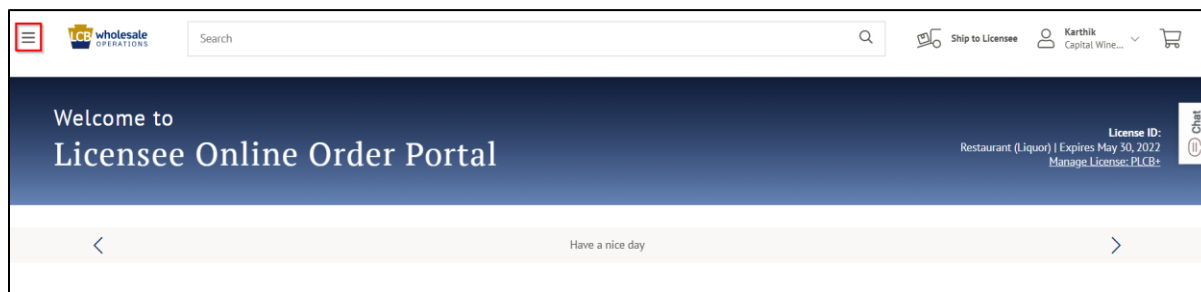 LCB wholesale
OPERATIONS
Search
Ship to Licensee
Karthik
Capital Wine...
Welcome to
Licensee Online Order Portal
License ID:
Restaurant (Liquor) | Expires May 30, 2022
Manage License: PLCB+
Chat
Have a nice day